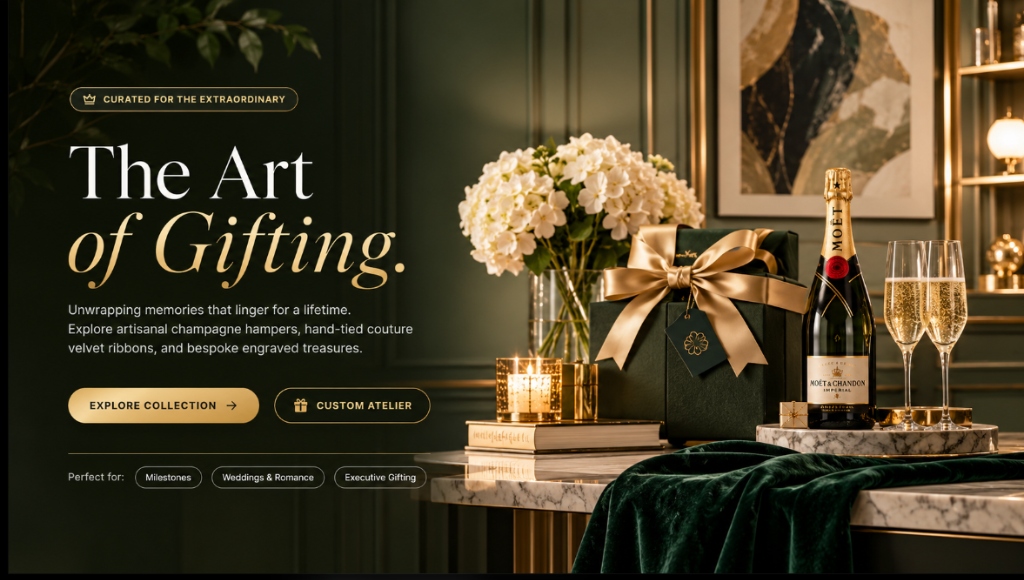 CURATED FOR THE EXTRAORDINARY
The Art
of Gifting.
Unwrapping memories that linger for a lifetime.
Explore artisanal champagne hampers, hand-tied couture
velvet ribbons, and bespoke engraved treasures.
EXPLORE COLLECTION →
CUSTOM ATELIER
Perfect for:
Milestones
Weddings & Romance
Executive Gifting
MOËT
MOËT & CHANDON
IMPERIAL